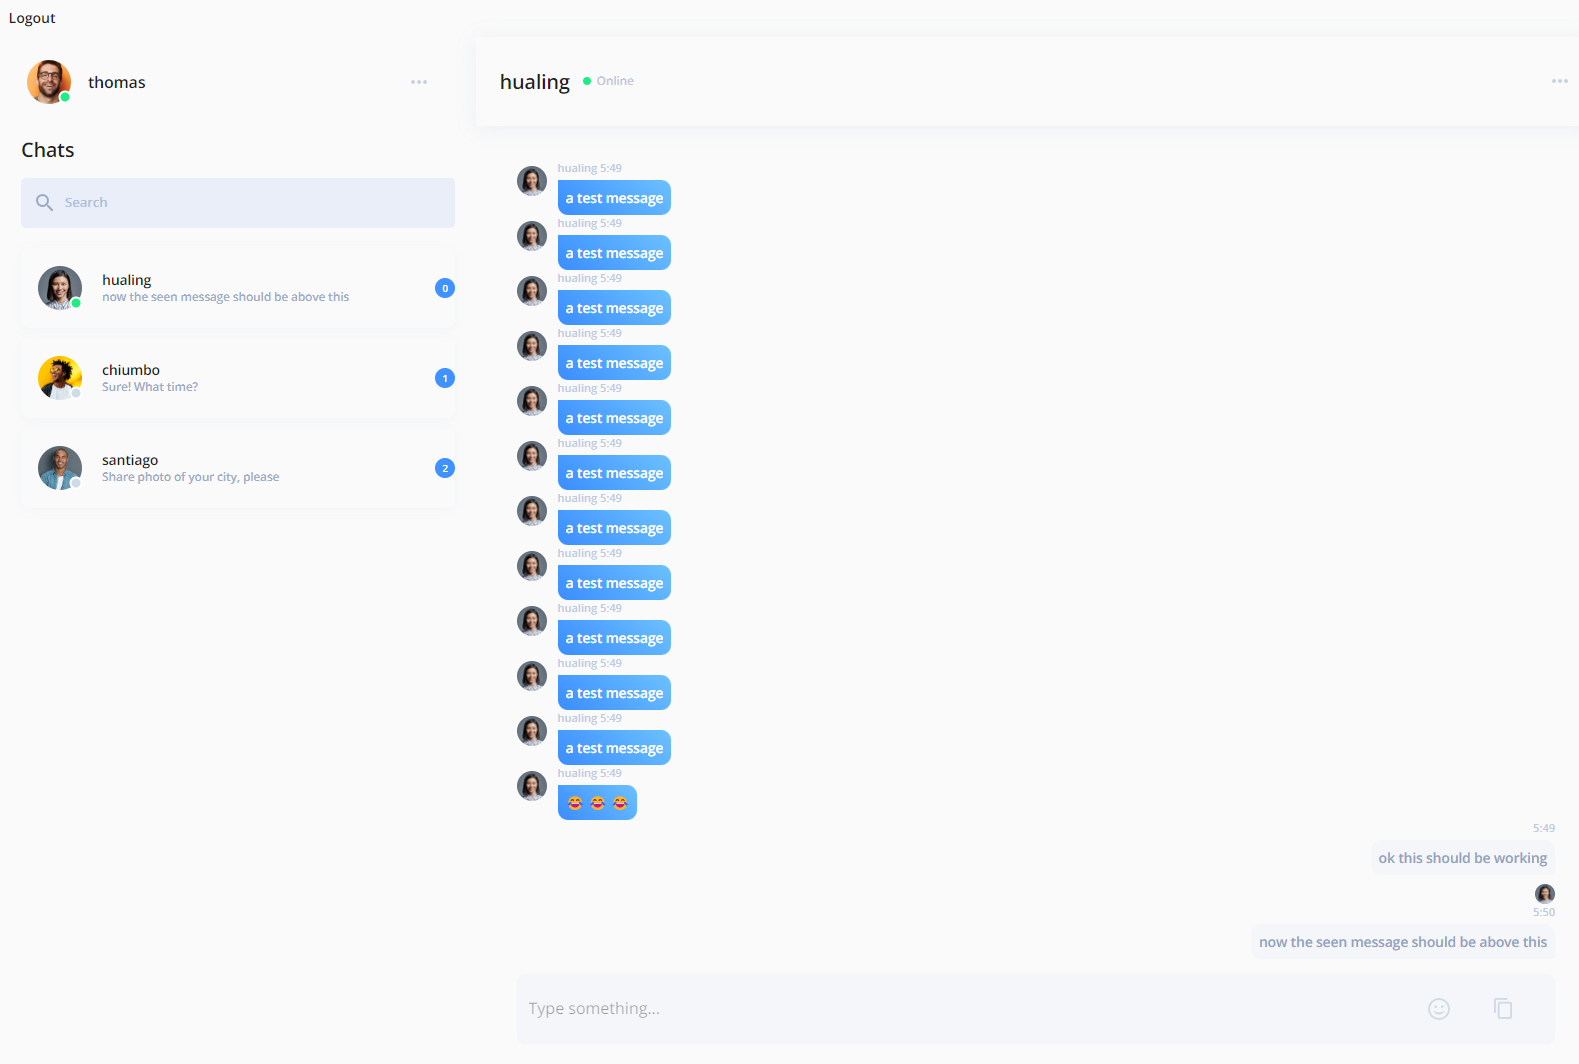 Logout
thomas
Chats
Search
hualing
now the seen message should be above this
0
chiumbo
Sure! What time?
1
santiago
Share photo of your city, please
2
hualing
Online
hualing 5:49
a test message
hualing 5:49
a test message
hualing 5:49
a test message
hualing 5:49
a test message
hualing 5:49
a test message
hualing 5:49
a test message
hualing 5:49
a test message
hualing 5:49
a test message
hualing 5:49
a test message
hualing 5:49
a test message
hualing 5:49
a test message
hualing 5:49
😂 😂 😂
5:49
ok this should be working
5:50
now the seen message should be above this
Type something...